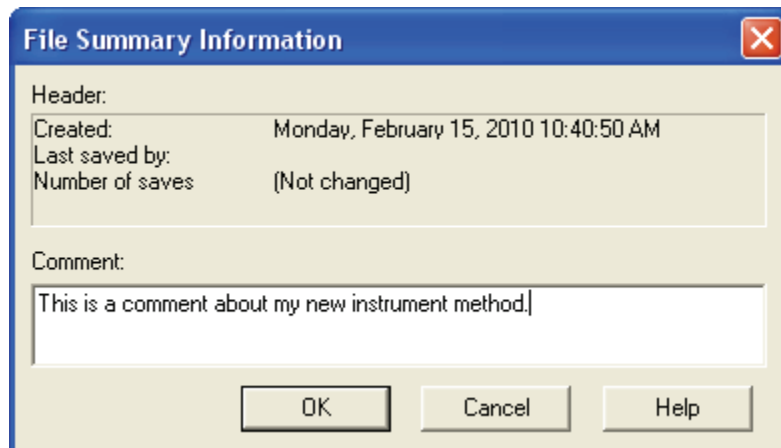 File Summary Information
Header:
Created: Monday, February 15, 2010 10:40:50 AM
Last saved by:
Number of saves (Not changed)
Comment:
This is a comment about my new instrument method.
OK Cancel Help